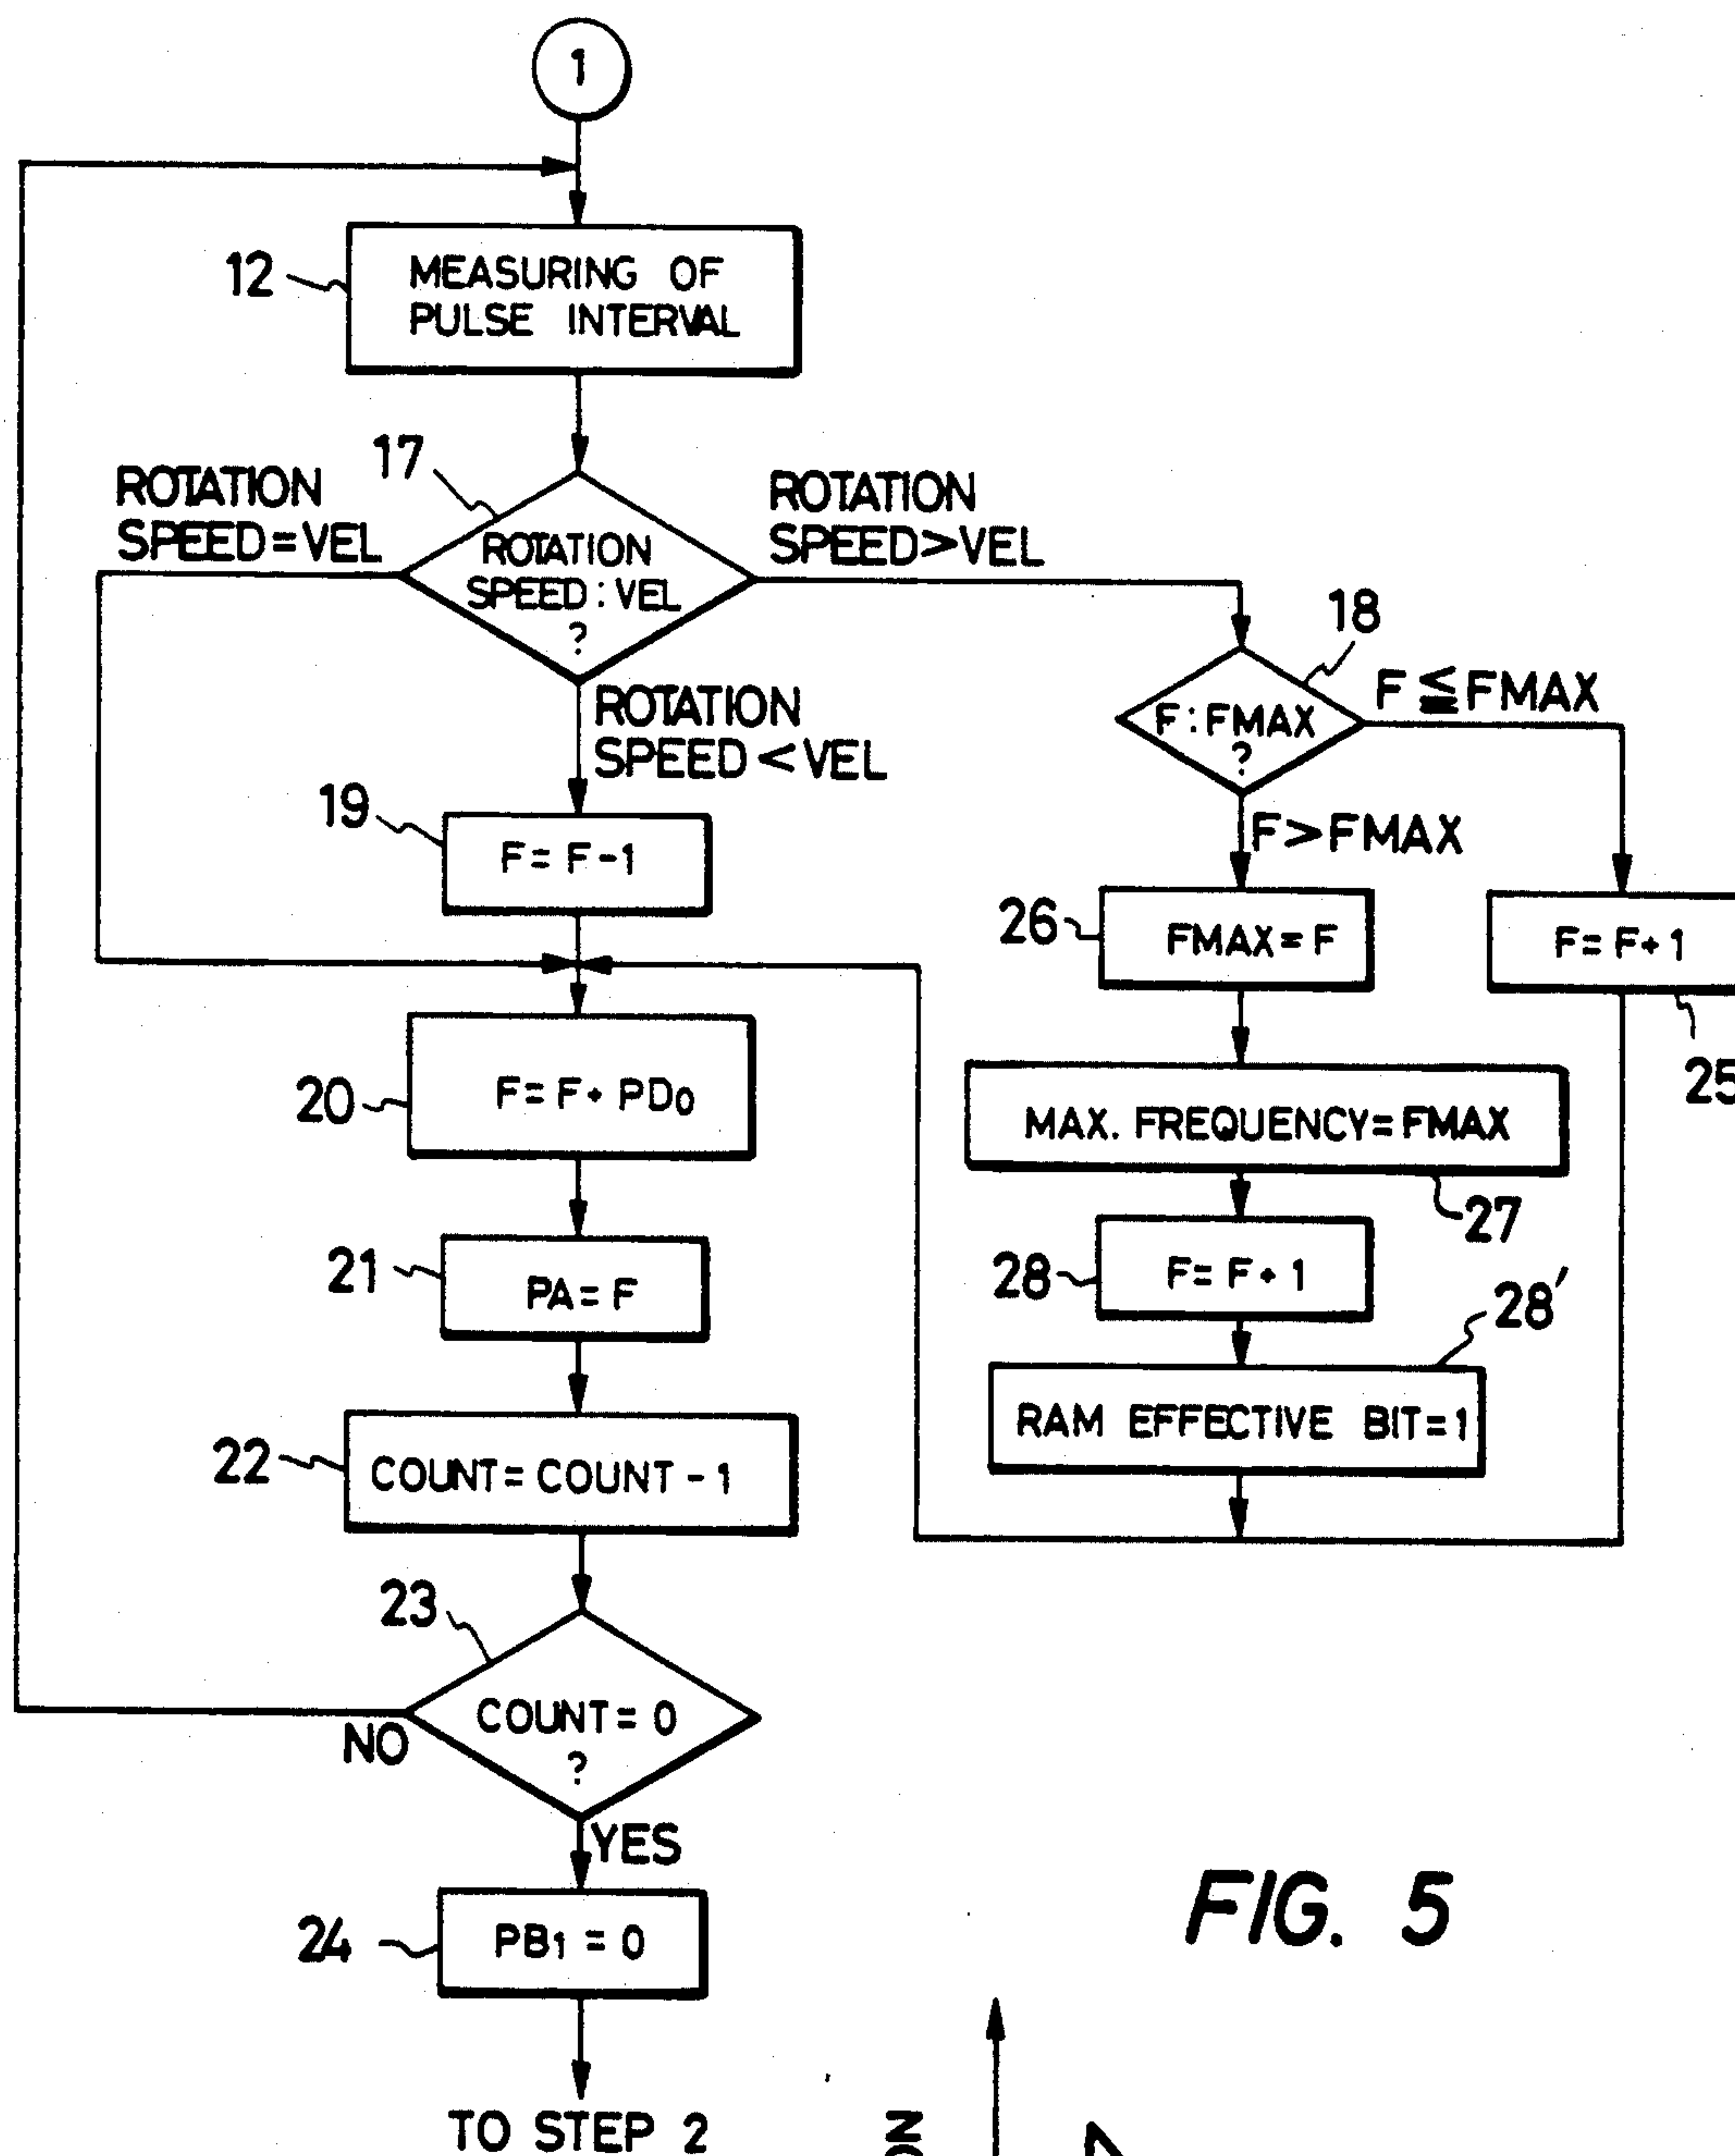 1
12
MEASURING OF
PULSE INTERVAL
17
ROTATION
SPEED=VEL
ROTATION
SPEED:VEL
?
ROTATION
SPEED>VEL
18
F:FMAX
?
F≦FMAX
ROTATION
SPEED<VEL
F>FMAX
19
F=F-1
26
FMAX=F
F=F+1
25
20
F=F+PD0
MAX. FREQUENCY=FMAX
27
21
PA=F
28
F=F+1
28'
RAM EFFECTIVE BIT=1
22
COUNT=COUNT-1
23
COUNT=0
?
NO
YES
24
PB1=0
FIG. 5
TO STEP 2